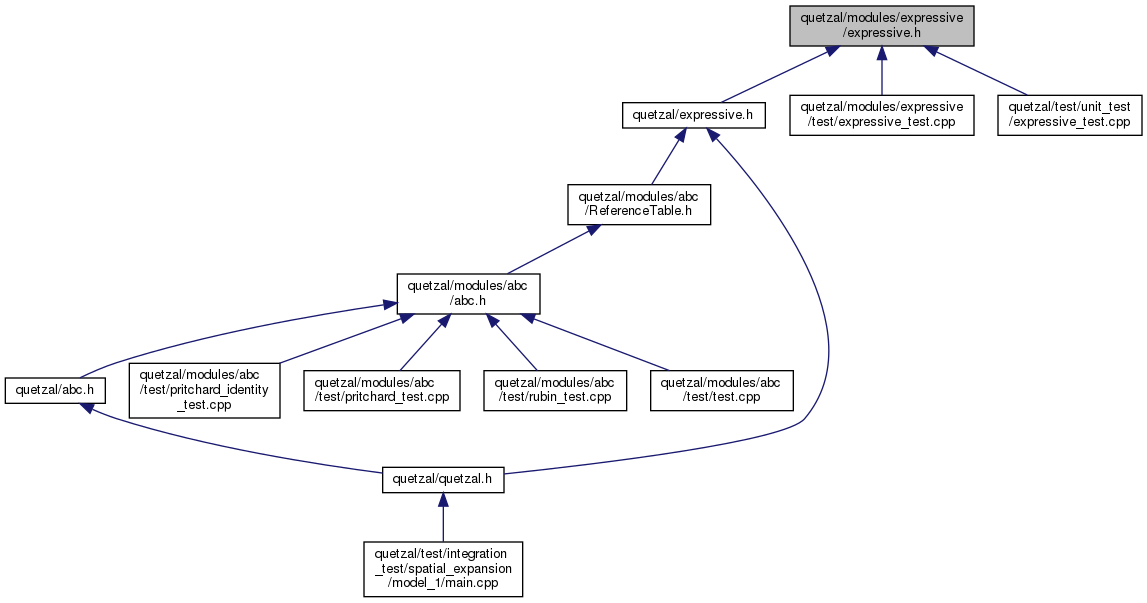 quetzal/modules/expressive
/expressive.h
quetzal/expressive.h
quetzal/modules/expressive
/test/expressive_test.cpp
quetzal/test/unit_test
/expressive_test.cpp
quetzal/modules/abc
/ReferenceTable.h
quetzal/modules/abc
/abc.h
quetzal/abc.h
quetzal/modules/abc
/test/pritchard_identity
_test.cpp
quetzal/modules/abc
/test/pritchard_test.cpp
quetzal/modules/abc
/test/rubin_test.cpp
quetzal/modules/abc
/test/test.cpp
quetzal/quetzal.h
quetzal/test/integration
_test/spatial_expansion
/model_1/main.cpp